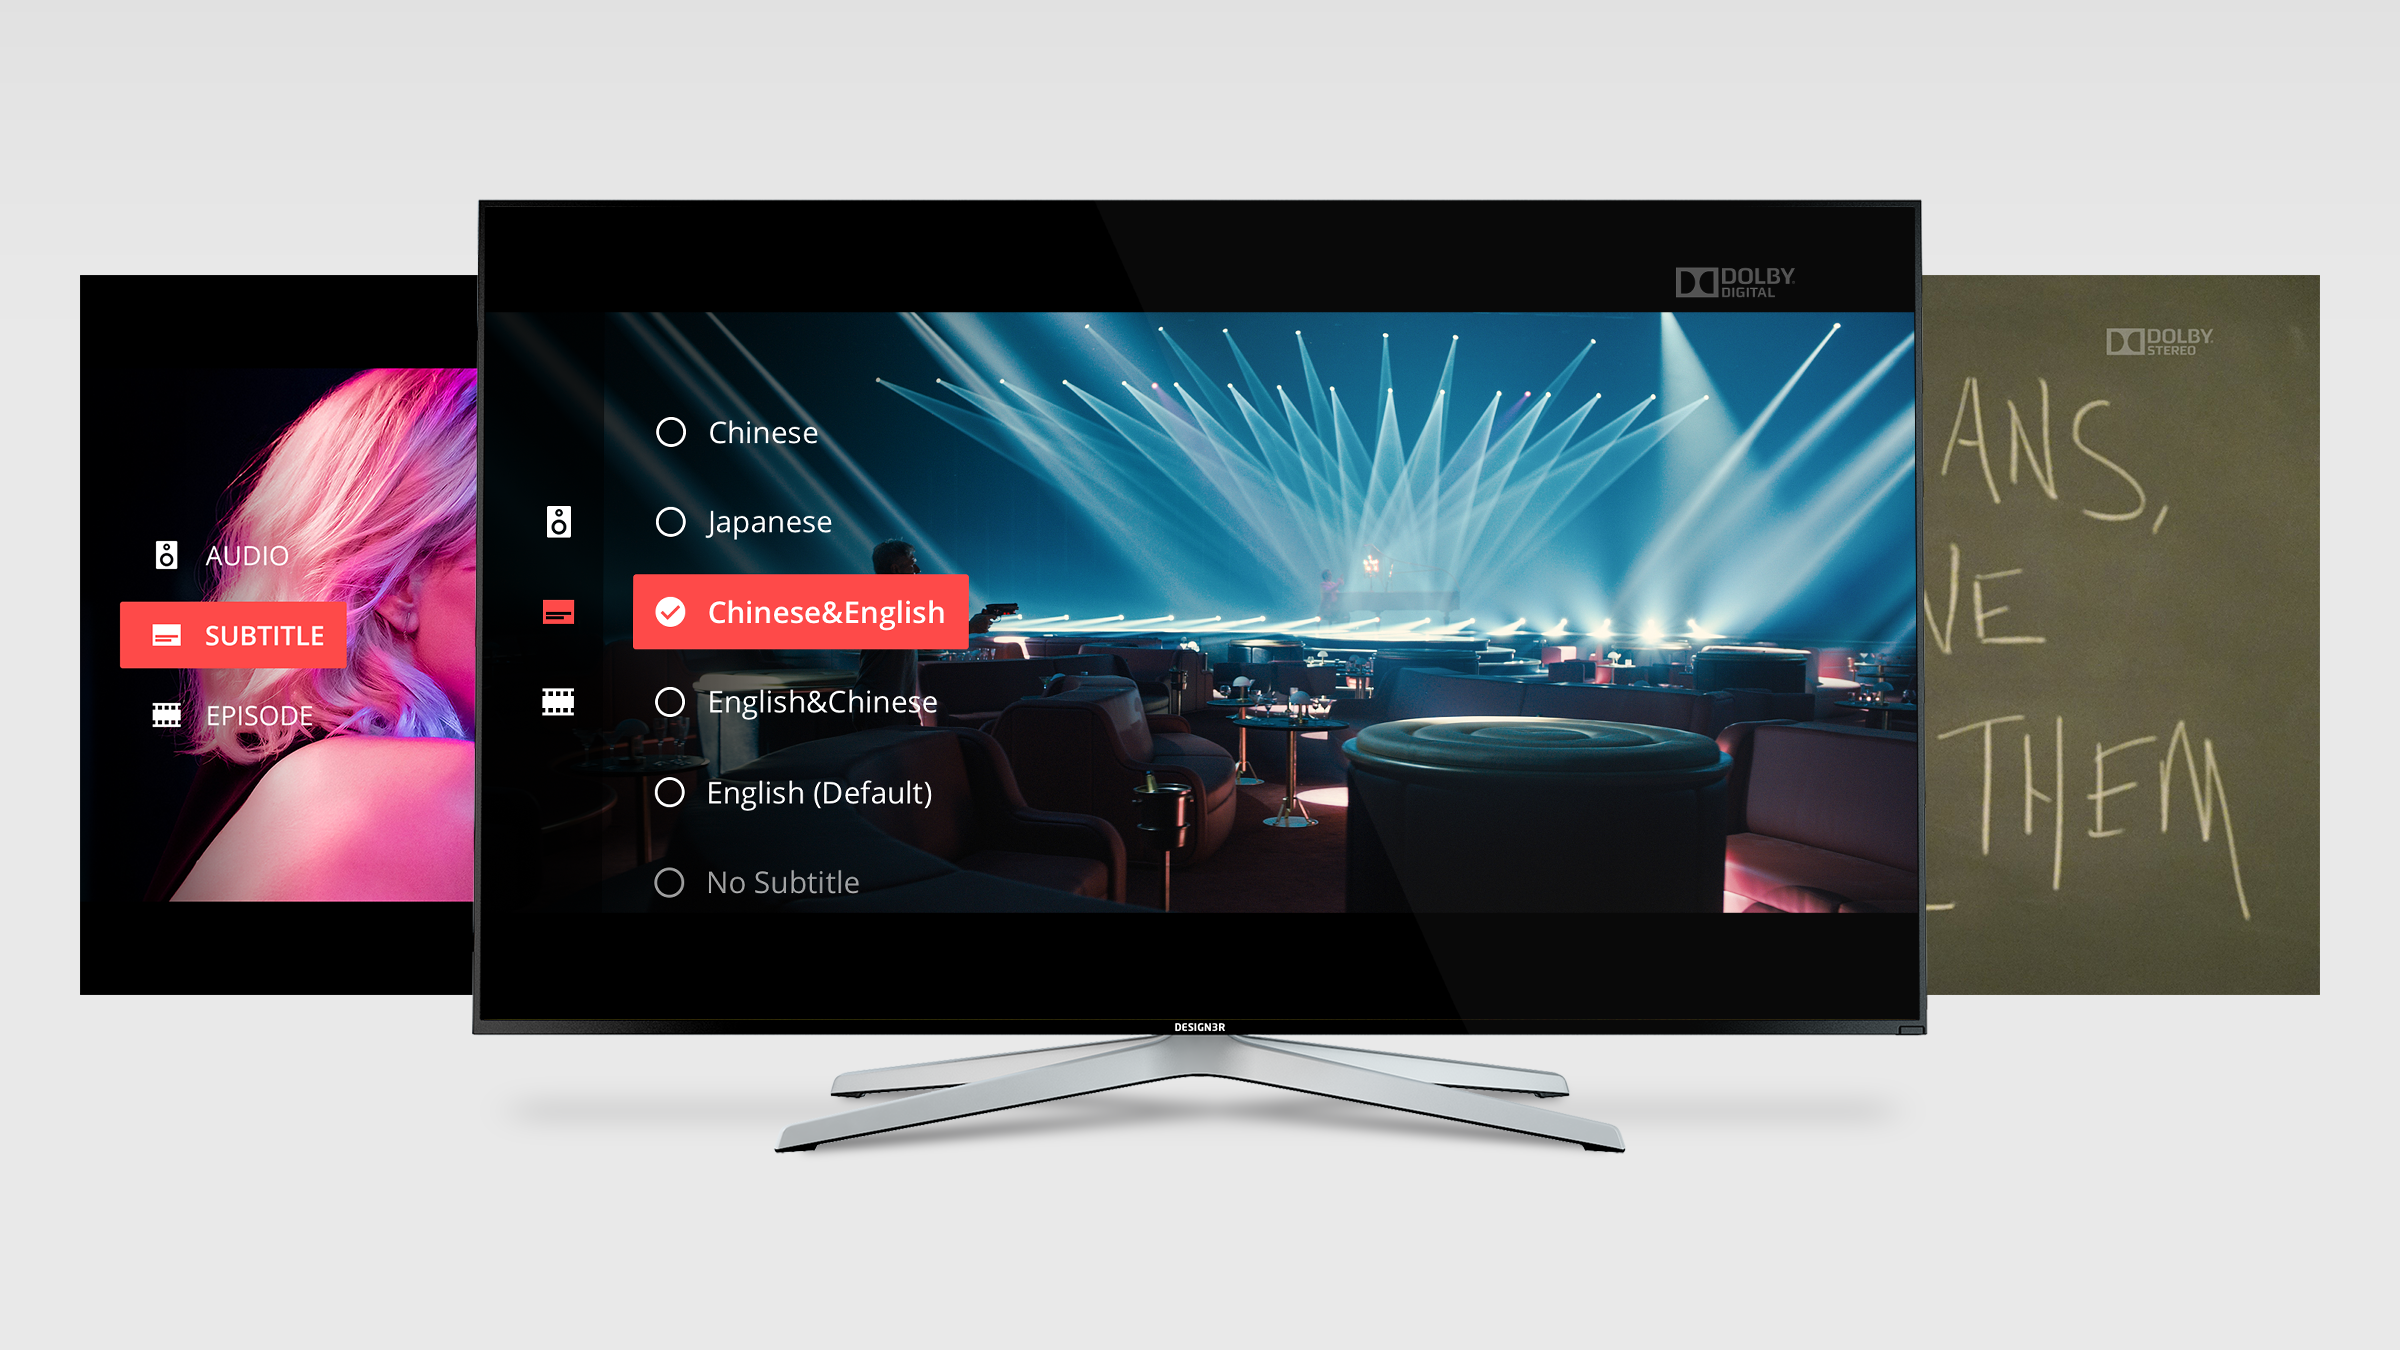 AUDIO
SUBTITLE
EPISODE
DOLBY
DIGITAL
Chinese
Japanese
Chinese&English
English&Chinese
English (Default)
No Subtitle
DESIGN3R
DOLBY
STEREO
ANS,
VE
THEM